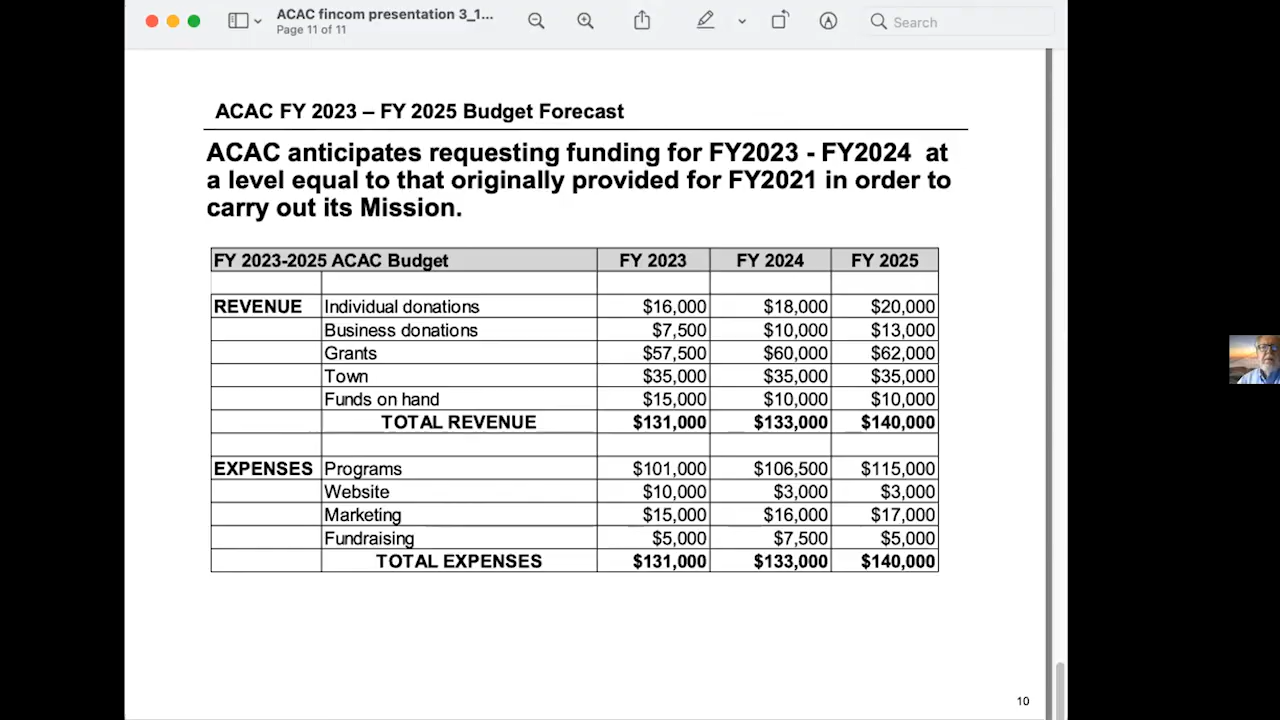 ACAC fincom presentation 3_1...
Page 11 of 11
Search
ACAC FY 2023 – FY 2025 Budget Forecast
ACAC anticipates requesting funding for FY2023 - FY2024 at
a level equal to that originally provided for FY2021 in order to
carry out its Mission.
FY 2023-2025 ACAC Budget FY 2023 FY 2024 FY 2025
REVENUE Individual donations $16,000 $18,000 $20,000
Business donations $7,500 $10,000 $13,000
Grants $57,500 $60,000 $62,000
Town $35,000 $35,000 $35,000
Funds on hand $15,000 $10,000 $10,000
TOTAL REVENUE $131,000 $133,000 $140,000
EXPENSES Programs $101,000 $106,500 $115,000
Website $10,000 $3,000 $3,000
Marketing $15,000 $16,000 $17,000
Fundraising $5,000 $7,500 $5,000
TOTAL EXPENSES $131,000 $133,000 $140,000
10